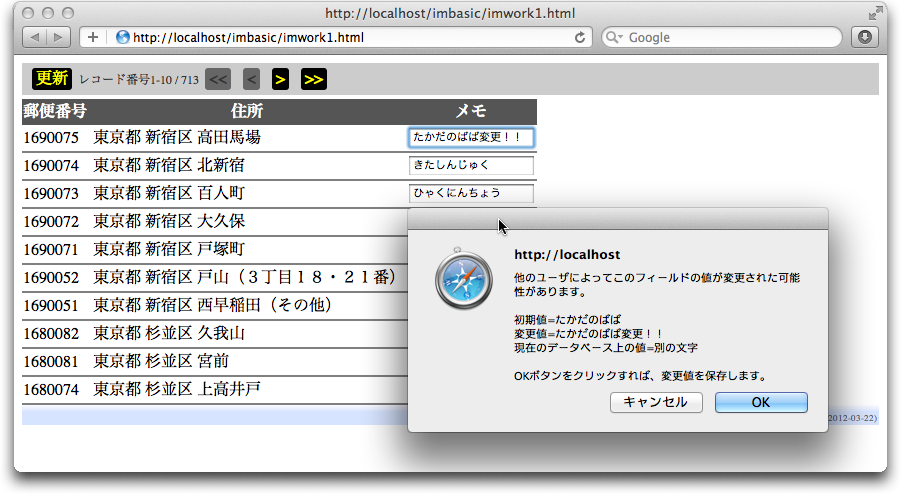 http://localhost/imbasic/imwork1.html
http://localhost/imbasic/imwork1.html
Google
更新 レコード番号1-10 / 713 << < > >>
郵便番号 住所 メモ
1690075 東京都 新宿区 高田馬場 たかだのばば変更！！
1690074 東京都 新宿区 北新宿 きたしんじゅく
1690073 東京都 新宿区 百人町 ひゃくにんちょう
1690072 東京都 新宿区 大久保
1690071 東京都 新宿区 戸塚町
1690052 東京都 新宿区 戸山（３丁目１８・２１番）
1690051 東京都 新宿区 西早稲田（その他）
1680082 東京都 杉並区 久我山
1680081 東京都 杉並区 宮前
1680074 東京都 杉並区 上高井戸
http://localhost
他のユーザによってこのフィールドの値が変更された可能
性があります。
初期値=たかだのばば
変更値=たかだのばば変更！！
現在のデータベース上の値=別の文字
OKボタンをクリックすれば、変更値を保存します。
キャンセル OK
2012-03-22)